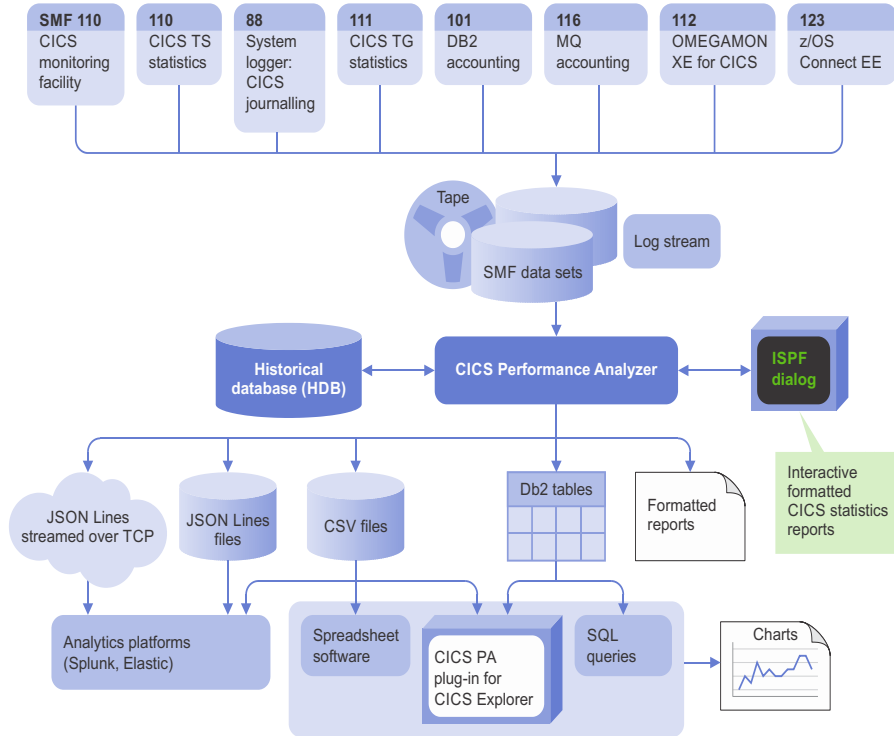 SMF 110
CICS
monitoring
facility
110
CICS TS
statistics
88
System
logger:
CICS
journalling
111
CICS TG
statistics
101
DB2
accounting
116
MQ
accounting
112
OMEGAMON
XE for CICS
123
z/OS
Connect EE
Tape
SMF data sets
Log stream
Historical
database (HDB)
CICS Performance Analyzer
ISPF
dialog
Interactive
formatted
CICS statistics
reports
JSON Lines
streamed over TCP
JSON Lines
files
CSV files
Db2 tables
Formatted
reports
Analytics platforms
(Splunk, Elastic)
Spreadsheet
software
CICS PA
plug-in for
CICS Explorer
SQL
queries
Charts